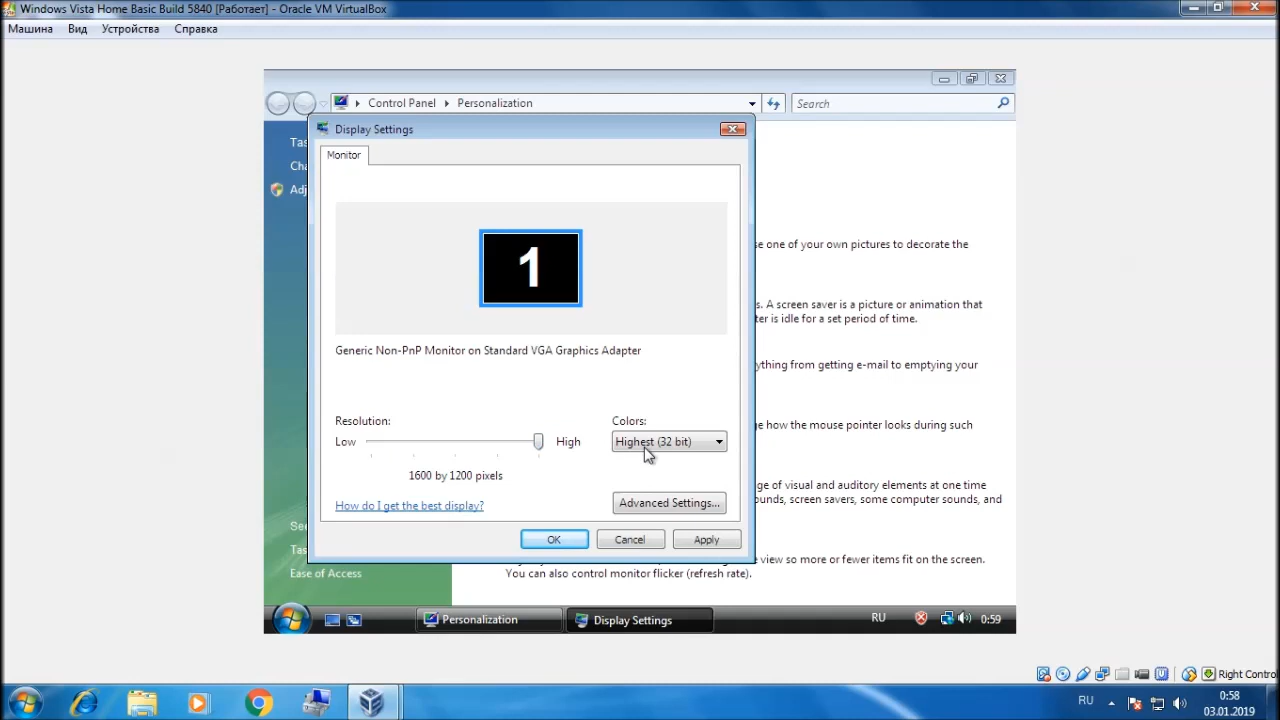 Windows Vista Home Basic Build 5840 [Работает] - Oracle VM VirtualBox
Машина Вид Устройства Справка
Control Panel Personalization Search
Display Settings
Tas
Monitor
Cha
Adj
1
se one of your own pictures to decorate the
s. A screen saver is a picture or animation that
ter is idle for a set period of time.
Generic Non-PnP Monitor on Standard VGA Graphics Adapter
ything from getting e-mail to emptying your
Resolution: Colors:
ge how the mouse pointer looks during such
Low High Highest (32 bit)
1600 by 1200 pixels
ge of visual and auditory elements at one time
ounds, screen savers, some computer sounds, and
How do I get the best display? Advanced Settings...
See
OK Cancel Apply
Tas
e view so more or fewer items fit on the screen.
Ease of Access You can also control monitor flicker (refresh rate).
Personalization Display Settings RU 0:59
Right Control
RU 0:58
03.01.2019